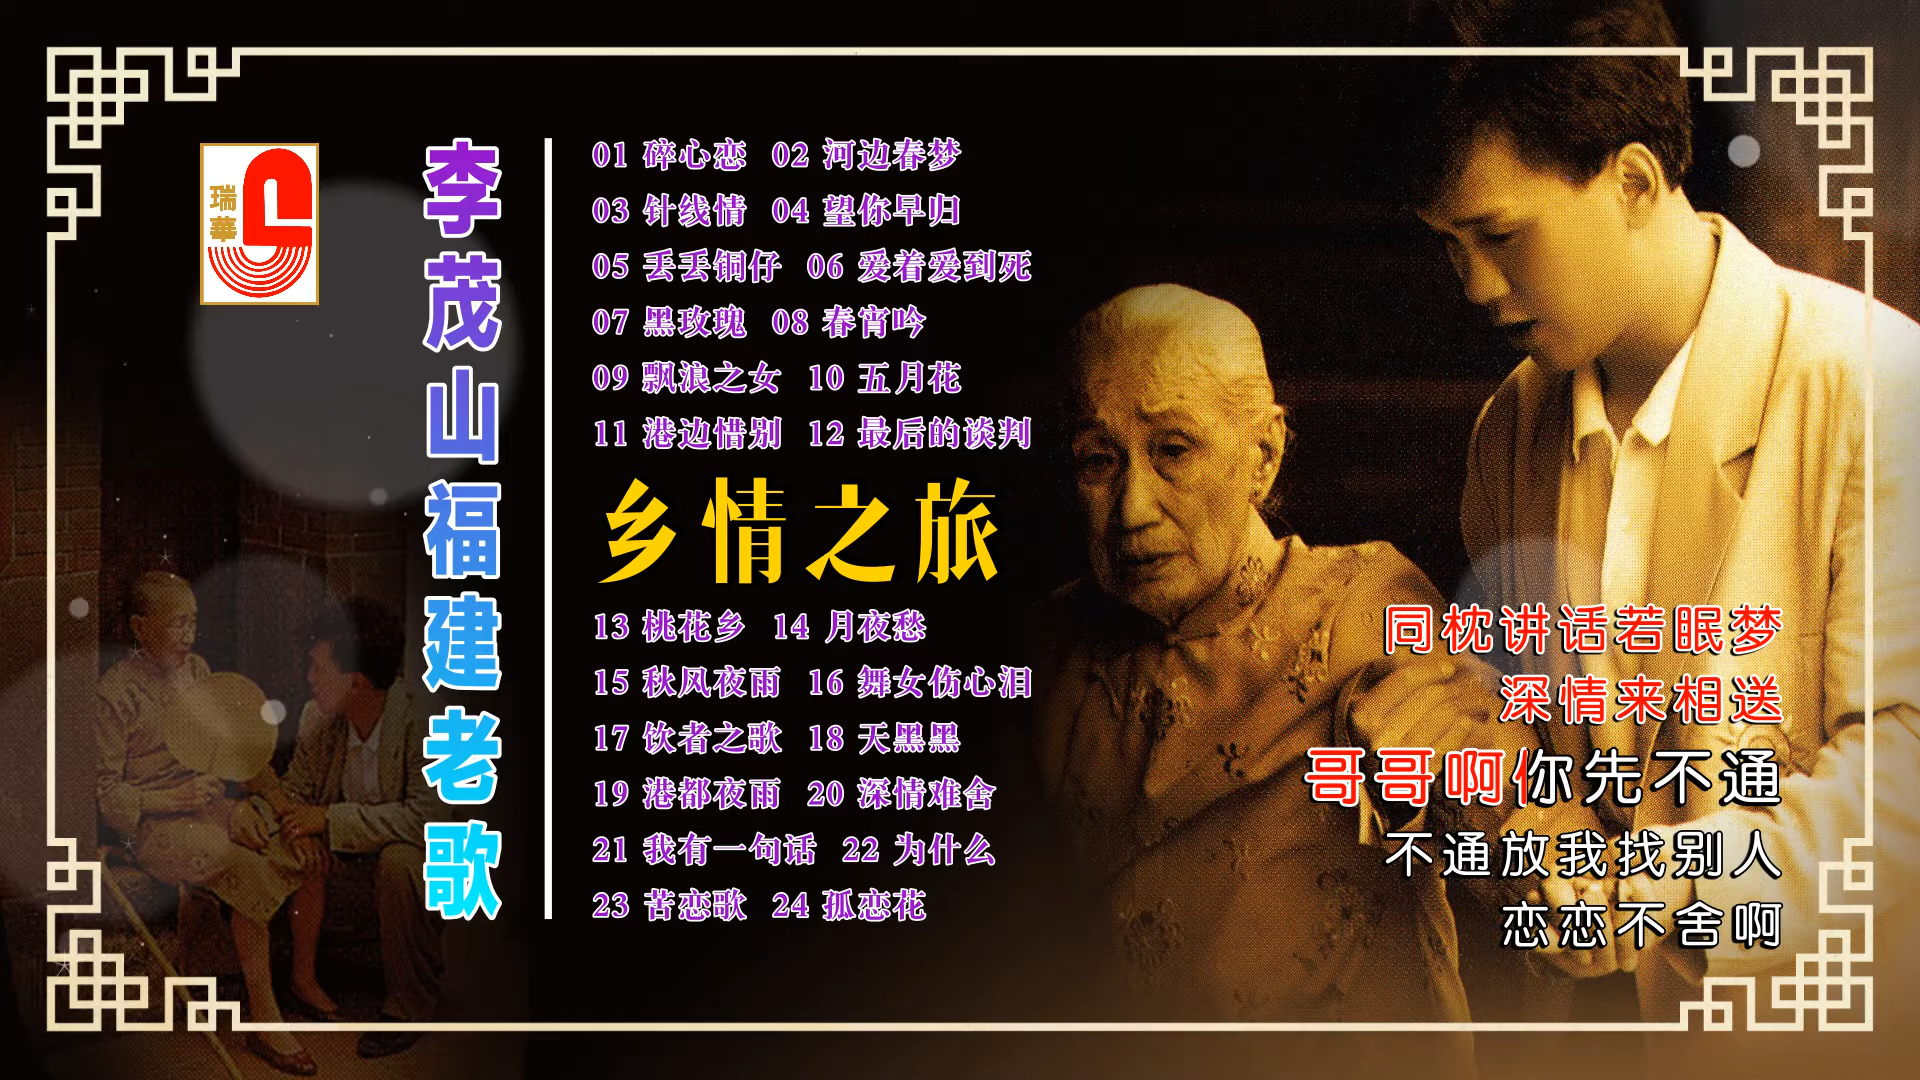 瑞
華
李茂山福建老歌
01 碎心恋 02 河边春梦
03 针线情 04 望你早归
05 丢丢铜仔 06 爱着爱到死
07 黑玫瑰 08 春宵吟
09 飘浪之女 10 五月花
11 港边惜别 12 最后的谈判
乡情之旅
13 桃花乡 14 月夜愁
15 秋风夜雨 16 舞女伤心泪
17 饮者之歌 18 天黑黑
19 港都夜雨 20 深情难舍
21 我有一句话 22 为什么
23 苦恋歌 24 孤恋花
同枕讲话若眠梦
深情来相送
哥哥啊你先不通
不通放我找别人
恋恋不舍啊